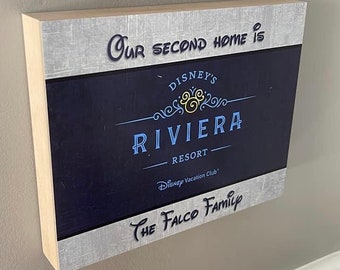 Our second home is
DISNEY'S
&
RIVIERA
RESORT
Disney Vacation Club
The Falco Family